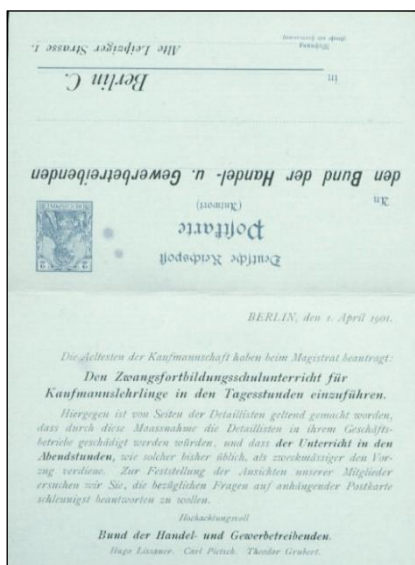 Deutsche Reichspost
Postkarte
(Antwort)
2 2
An
den Bund der Handel- u. Gewerbetreibenden
in Berlin C.
Wohnung Alte Leipziger Strasse 1.
BERLIN, den 1. April 1901.
Die Aeltesten der Kaufmannschaft haben beim Magistrat beantragt:
Den Zwangsfortbildungsschulunterricht für
Kaufmannslehrlinge in den Tagesstunden einzuführen.
Hiergegen ist von Seiten der Detaillisten geltend gemacht worden,
dass durch diese Maassnahme die Detaillisten in ihrem Geschäfts-
betriebe geschädigt werden würden, und dass der Unterricht in den
Abendstunden, wie solcher bisher üblich, als zweckmässiger den Vor-
zug verdiene. Zur Feststellung der Ansichten unserer Mitglieder
ersuchen wir Sie, die bezüglichen Fragen auf anhängender Postkarte
schleunigst beantworten zu wollen.
Hochachtungsvoll
Bund der Handel- und Gewerbetreibenden.
Hugo Lissauer. Carl Pietsch. Theodor Grubert.